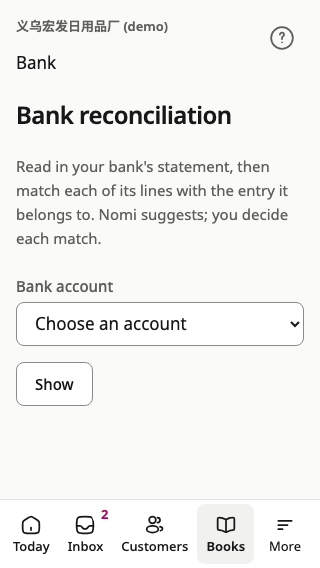 义乌宏发日用品厂 (demo)
Bank
Bank reconciliation
Read in your bank's statement, then
match each of its lines with the entry it
belongs to. Nomi suggests; you decide
each match.
Bank account
Choose an account
Show
2
Today Inbox Customers Books More